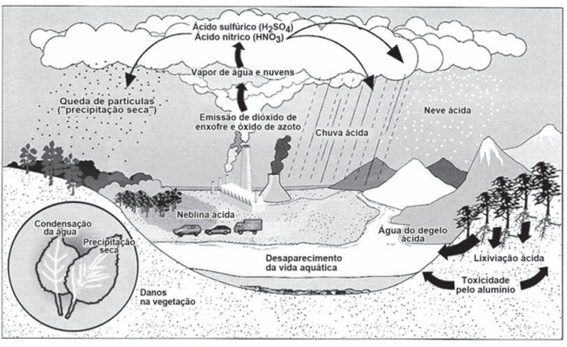 Ácido sulfúrico (H₂SO₄)
Ácido nítrico (HNO₃)
Vapor de água e nuvens
Queda de partículas
("precipitação seca")
Emissão de dióxido de
enxofre e óxido de azoto
Chuva ácida
Neve ácida
Neblina ácida
Água do degelo
ácida
Condensação
da água
Precipitação
seca
Danos
na vegetação
Desaparecimento
da vida aquática
Lixiviação ácida
Toxicidade
pelo alumínio